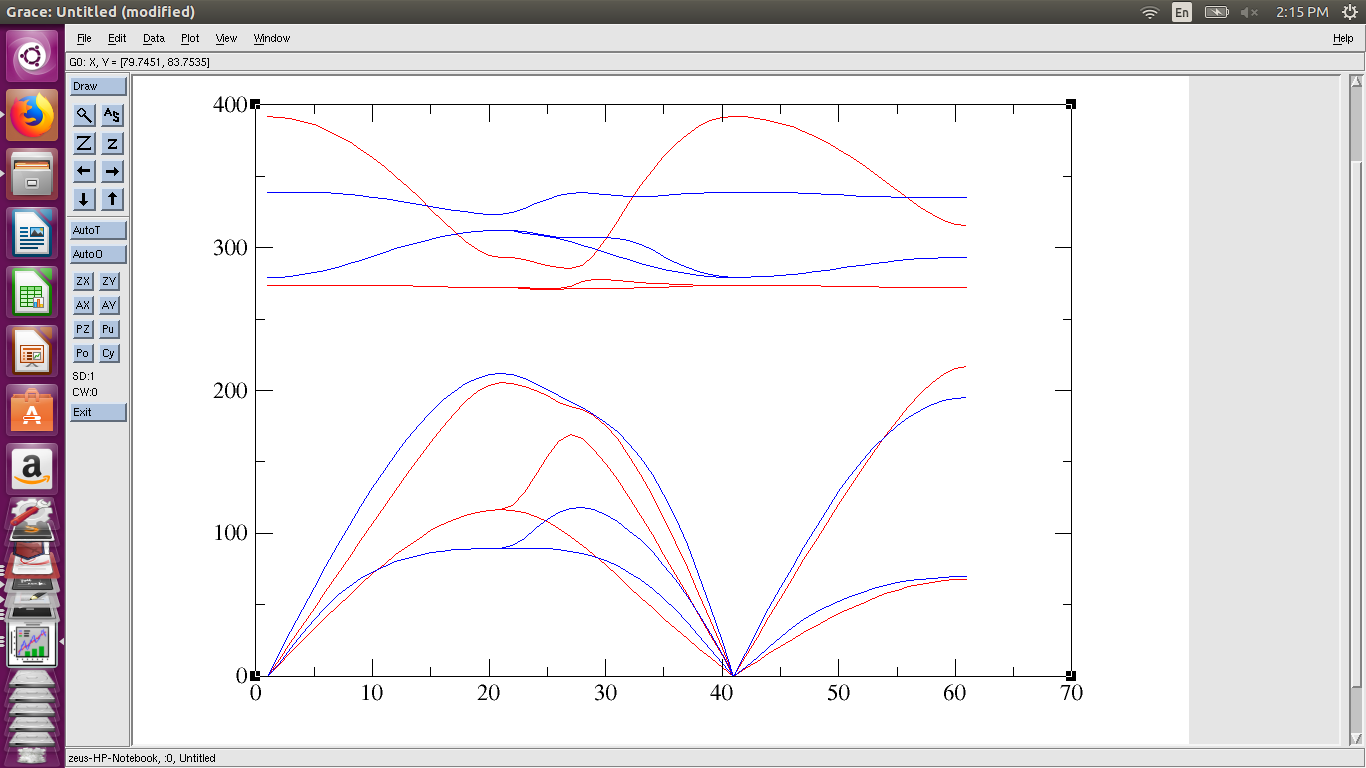 Grace: Untitled (modified)
En
2:15 PM
File Edit Data Plot View Window Help
G0: X, Y = [79.7451, 83.7535]
Draw
AS
Z z
AutoT
AutoO
ZX ZY
AX AY
PZ Pu
Po Cy
SD:1
CW:0
Exit
400
300
200
100
0
0 10 20 30 40 50 60 70
zeus-HP-Notebook, :0, Untitled